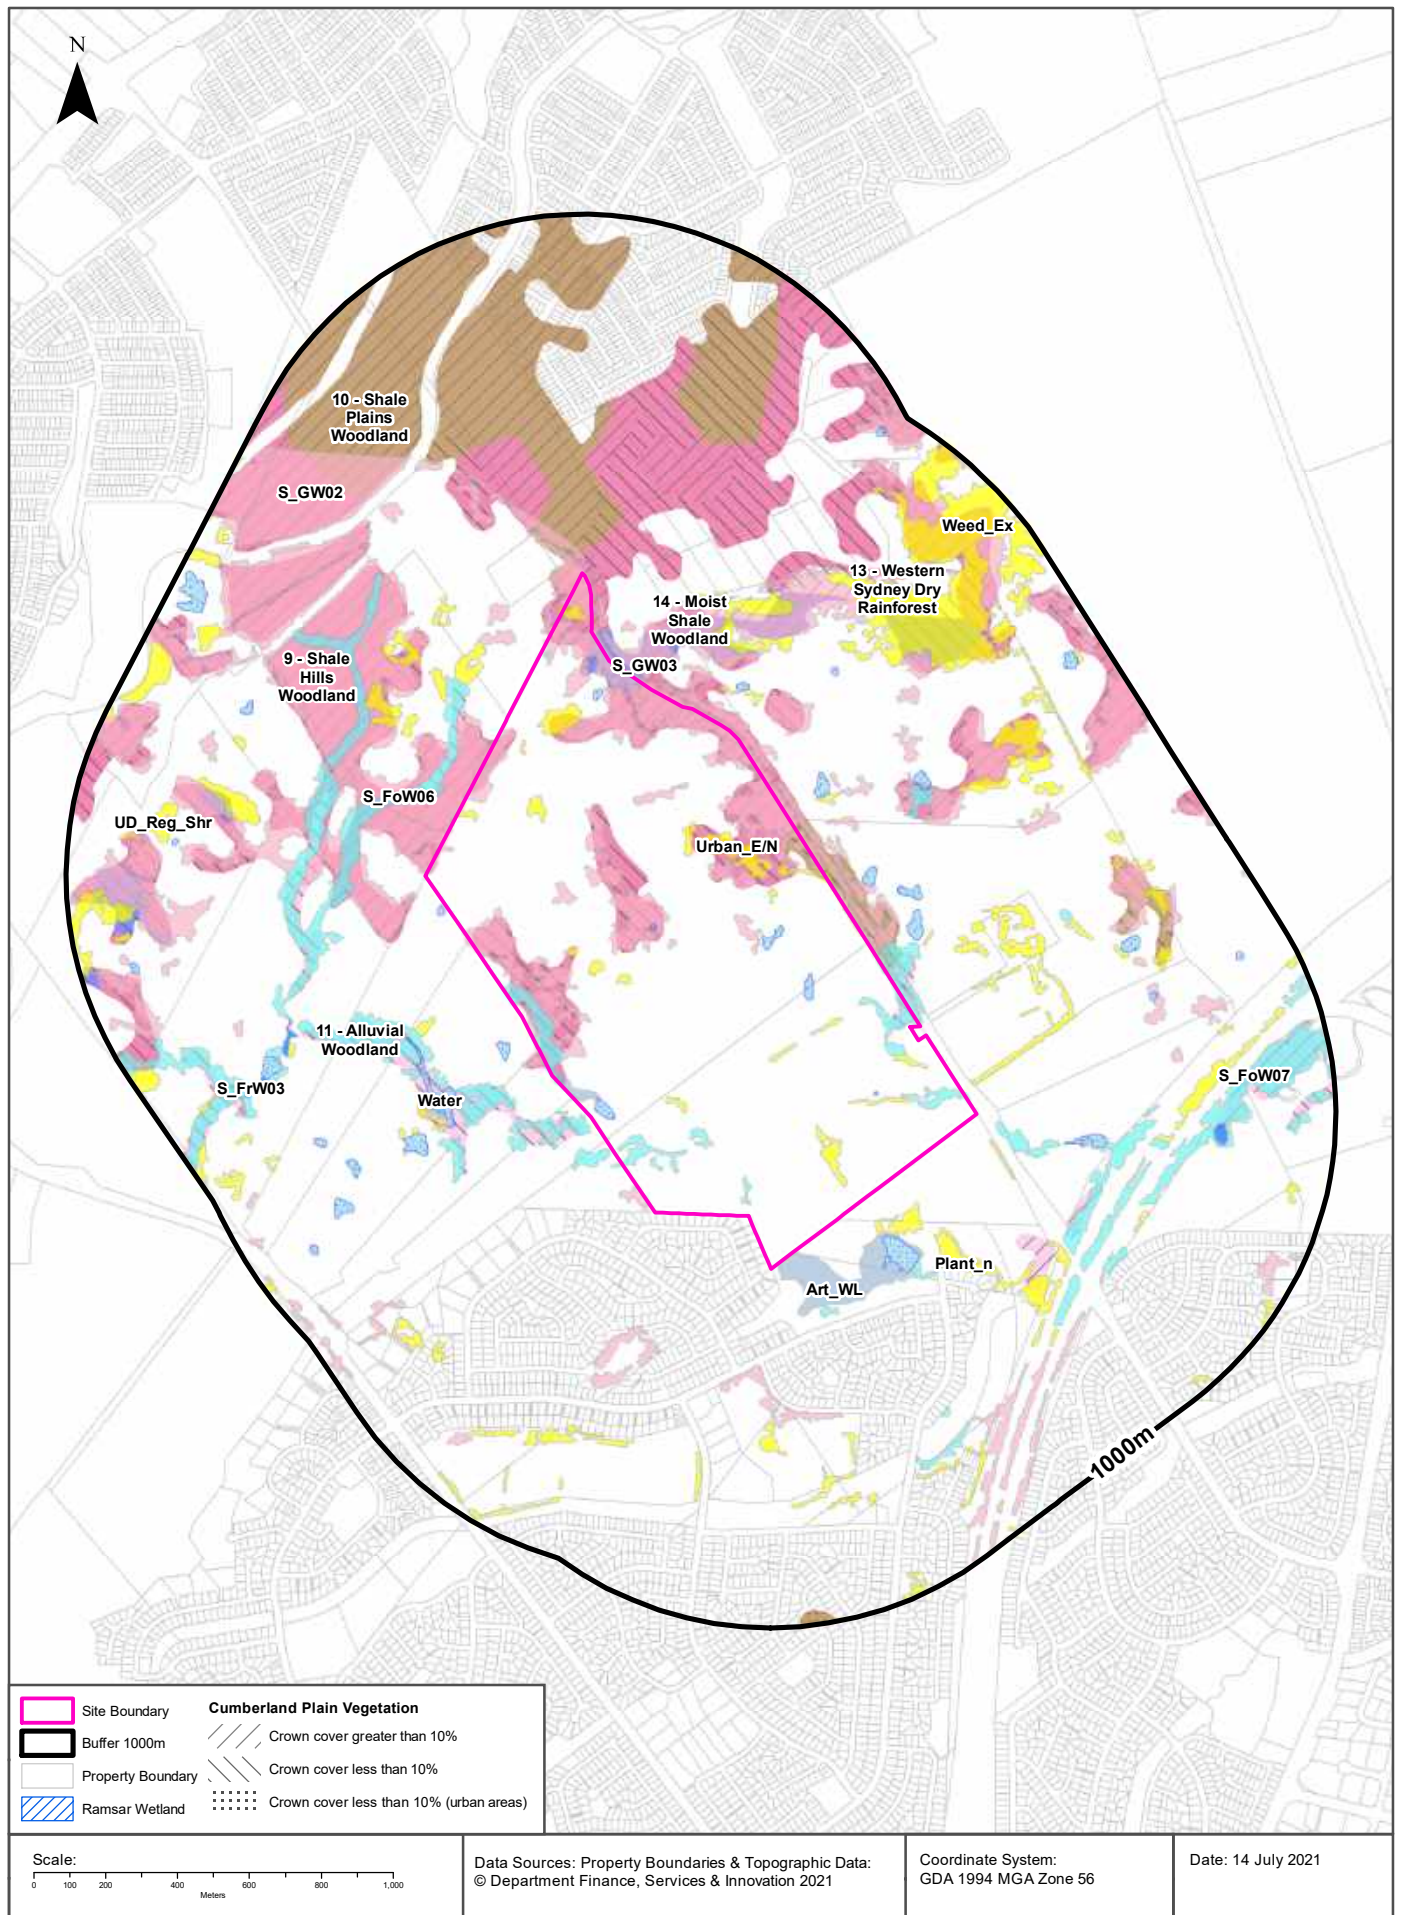 N
10 - Shale
Plains
Woodland
S_GW02
Weed_Ex
13 - Western
Sydney Dry
Rainforest
14 - Moist
Shale
Woodland
9 - Shale
Hills
Woodland
S_GW03
S_FoW06
UD_Reg_Shr
Urban_E/N
11 - Alluvial
Woodland
S_FrW03
Water
S_FoW07
Plant_n
Art_WL
1000m
Site Boundary
Buffer 1000m
Property Boundary
Ramsar Wetland
Cumberland Plain Vegetation
Crown cover greater than 10%
Crown cover less than 10%
Crown cover less than 10% (urban areas)
Scale:
0 100 200 400 600 800 1,000
Meters
Data Sources: Property Boundaries & Topographic Data:
© Department Finance, Services & Innovation 2021
Coordinate System:
GDA 1994 MGA Zone 56
Date: 14 July 2021